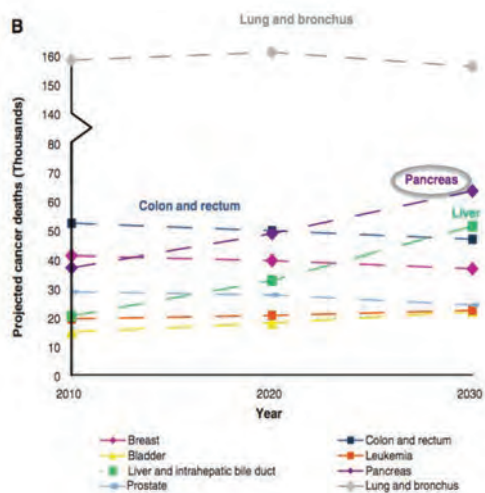 B
Lung and bronchus
160
150
140
80
Pancreas
70
60
Colon and rectum
Liver
50
40
30
20
10
0
Projected cancer deaths (Thousands)
2010
2020
2030
Year
Breast
Colon and rectum
Bladder
Leukemia
Liver and intrahepatic bile duct
Pancreas
Prostate
Lung and bronchus